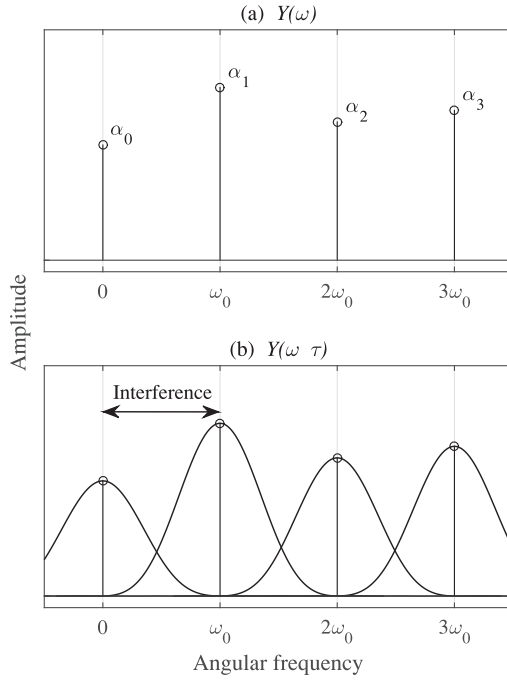 (a) Y(ω)
α₀
α₁
α₂
α₃
0 ω₀ 2ω₀ 3ω₀
Amplitude
(b) Y(ω τ)
Interference
0 ω₀ 2ω₀ 3ω₀
Angular frequency